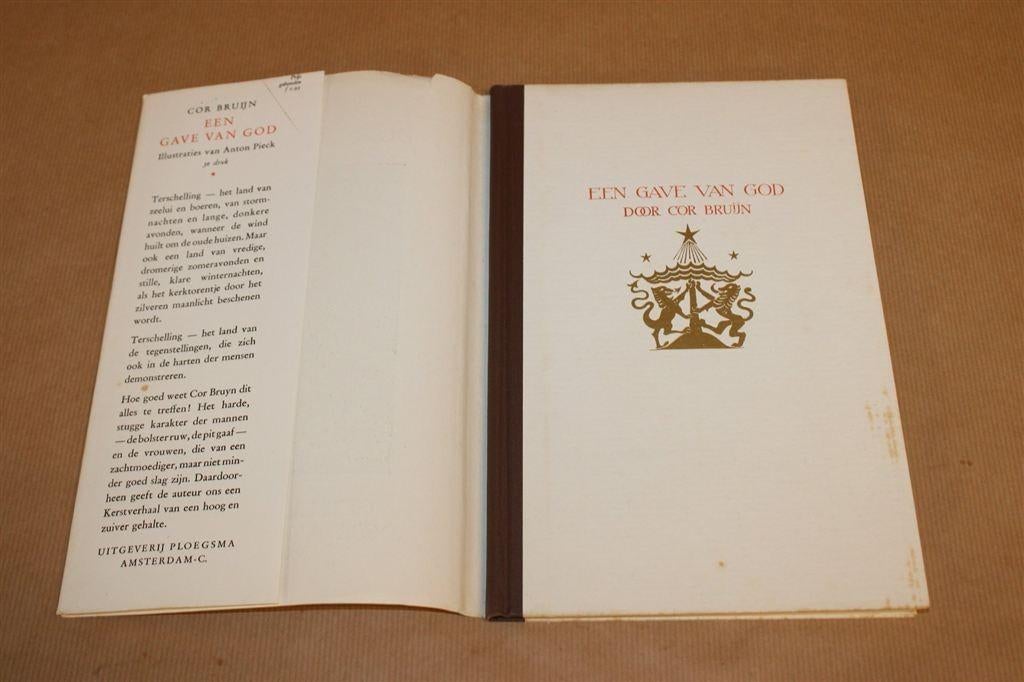 Prijs
gebonden
COR BRUIJN
EEN
GAVE VAN GOD
Illustraties van Anton Pieck
3e druk
Terschelling — het land van
zeelui en boeren, van storm-
nachten en lange, donkere
avonden, wanneer de wind
huilt om de oude huizen. Maar
ook een land van vredige,
dromerige zomeravonden en
stille, klare winternachten,
als het kerktorentje door het
zilveren maanlicht beschenen
wordt.
Terschelling — het land van
de tegenstellingen, die zich
ook in de harten der mensen
demonstreren.
Hoe goed weet Cor Bruyn dit
alles te treffen! Het harde,
stugge karakter der mannen
— de bolster ruw, de pit gaaf —
en de vrouwen, die van een
zachtmoediger, maar niet min-
der goed slag zijn. Daardoor-
heen geeft de auteur ons een
Kerstverhaal van een hoog en
zuiver gehalte.
UITGEVERIJ PLOEGSMA
AMSTERDAM-C.
EEN GAVE VAN GOD
DOOR COR BRUIJN